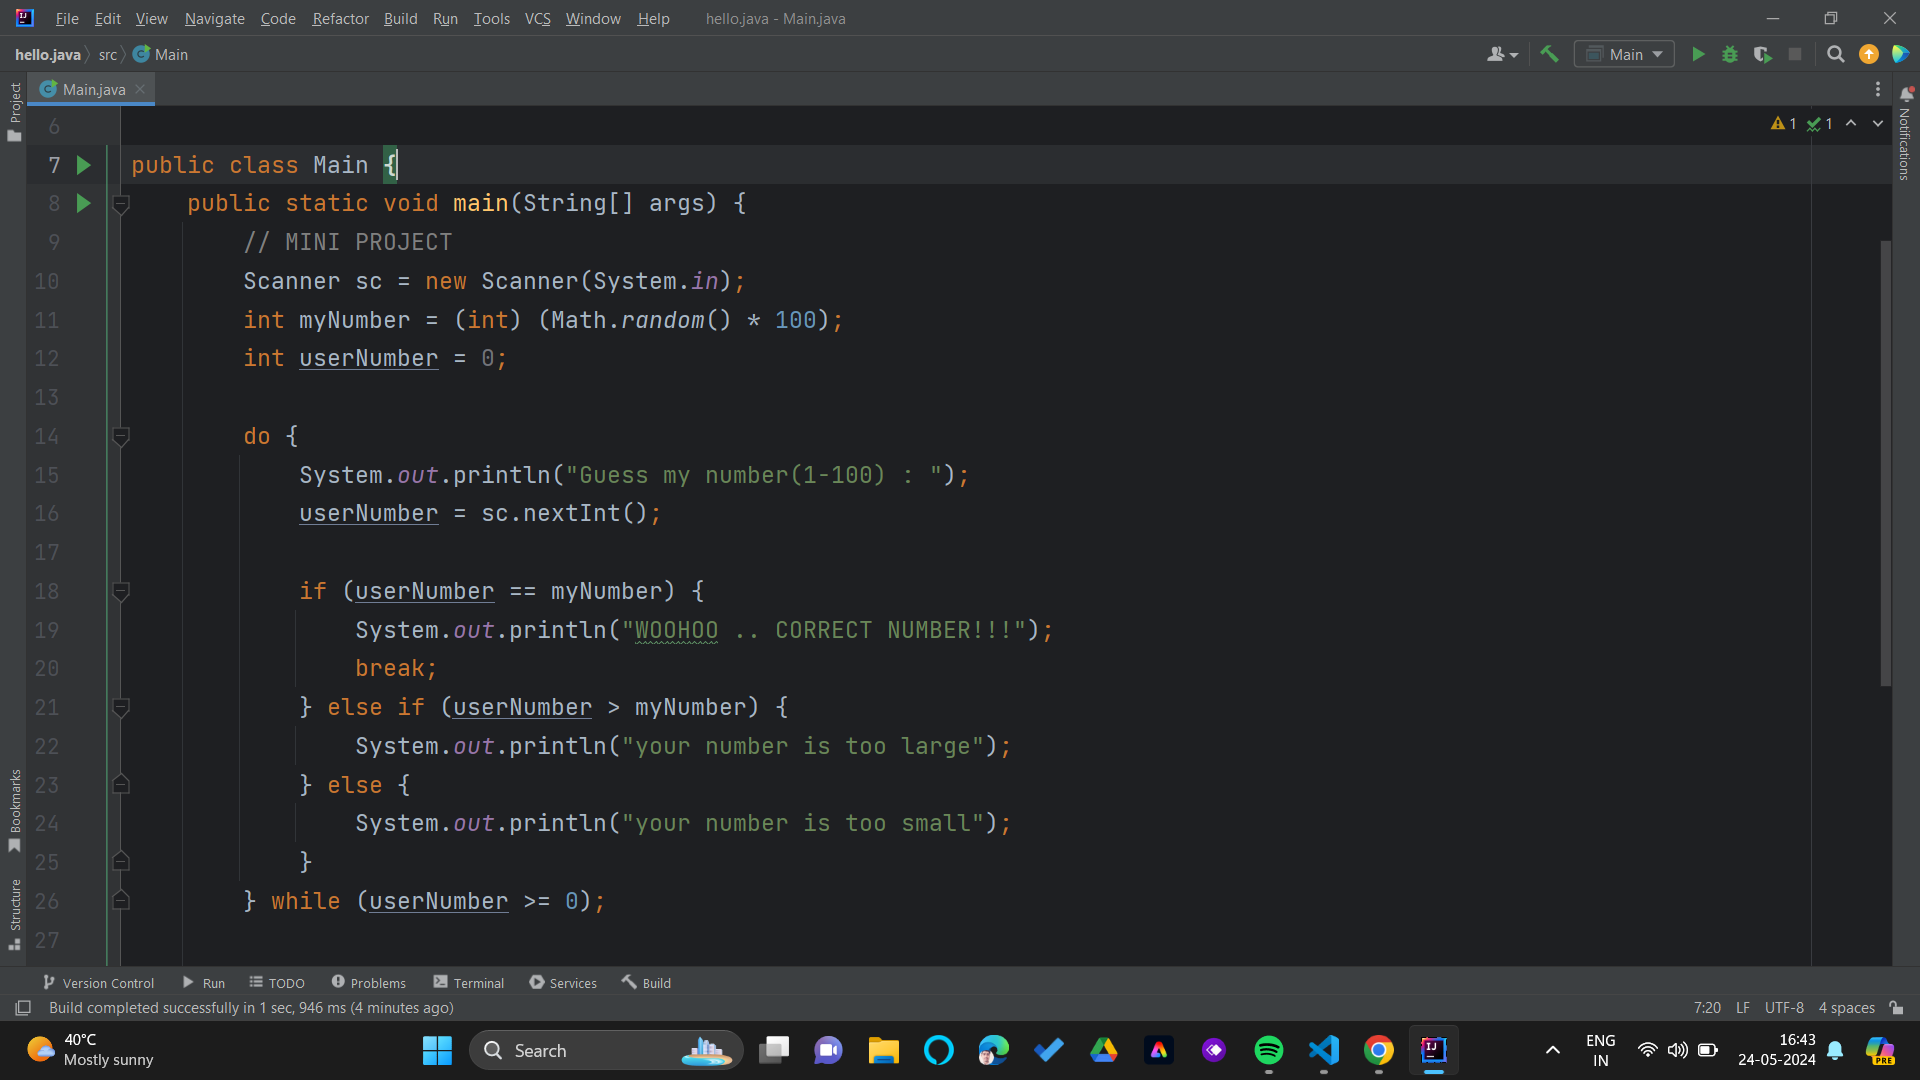 File Edit View Navigate Code Refactor Build Run Tools VCS Window Help hello.java - Main.java
hello.java src Main Main
Project
Main.java
Notifications
1 1
6
7 public class Main {
8 public static void main(String[] args) {
9 // MINI PROJECT
10 Scanner sc = new Scanner(System.in);
11 int myNumber = (int) (Math.random() * 100);
12 int userNumber = 0;
13
14 do {
15 System.out.println("Guess my number(1-100) : ");
16 userNumber = sc.nextInt();
17
18 if (userNumber == myNumber) {
19 System.out.println("WOOHOO .. CORRECT NUMBER!!!");
20 break;
21 } else if (userNumber > myNumber) {
22 System.out.println("your number is too large");
23 } else {
24 System.out.println("your number is too small");
25 }
26 } while (userNumber >= 0);
27
Bookmarks
Structure
Version Control Run TODO Problems Terminal Services Build
Build completed successfully in 1 sec, 946 ms (4 minutes ago) 7:20 LF UTF-8 4 spaces
40°C
Mostly sunny
Search
ENG
IN
16:43
24-05-2024
PRE